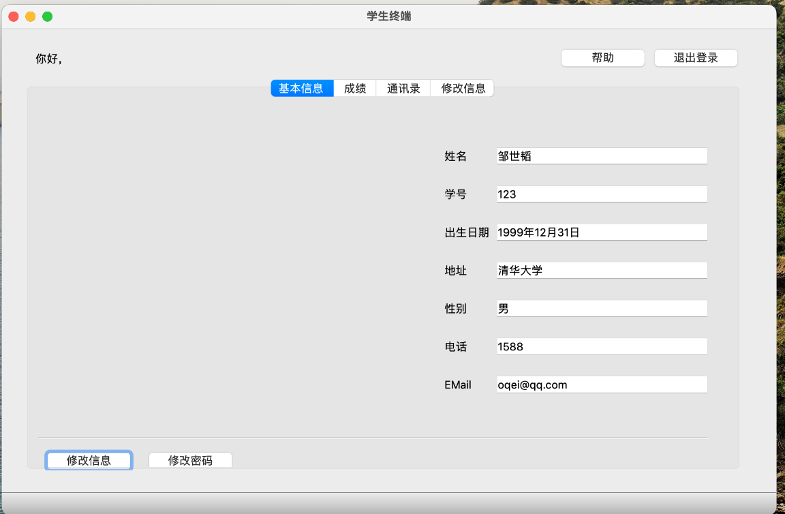 学生终端
你好,
帮助
退出登录
基本信息 成绩 通讯录 修改信息
姓名 邹世韬
学号 123
出生日期 1999年12月31日
地址 清华大学
性别 男
电话 1588
EMail oqei@qq.com
修改信息 修改密码